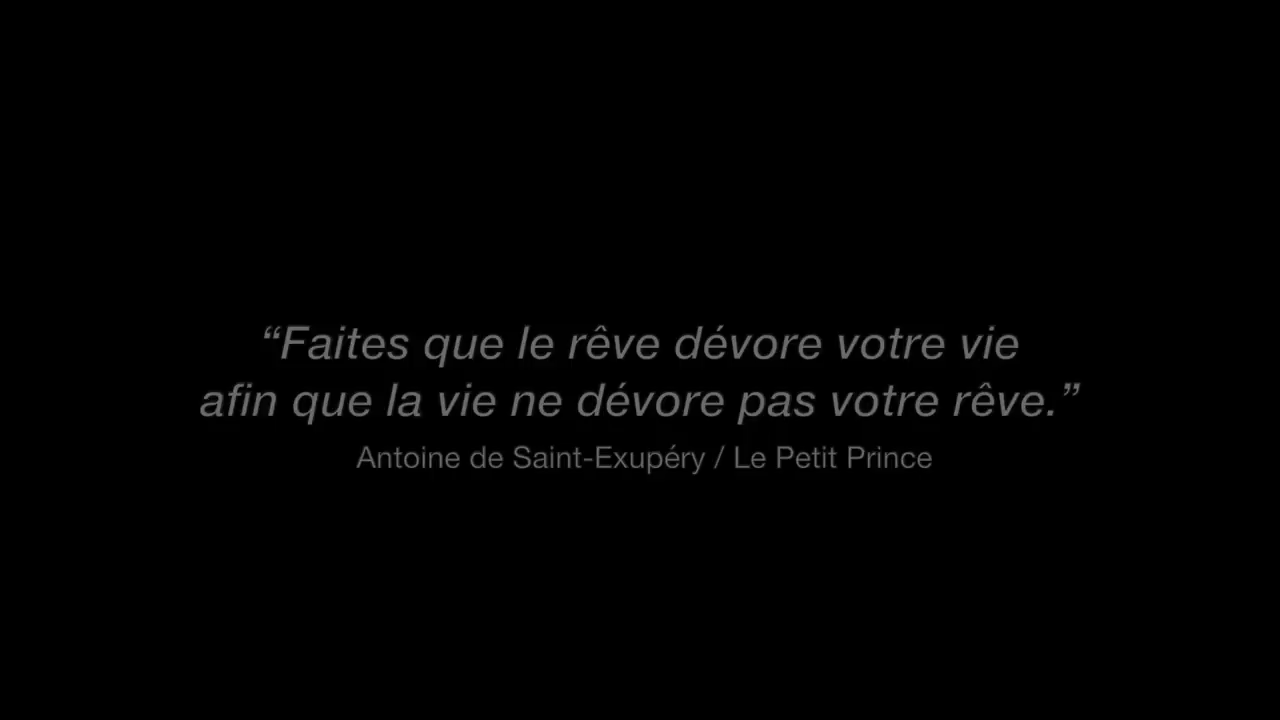 “Faites que le rêve dévore votre vie
afin que la vie ne dévore pas votre rêve.”
Antoine de Saint-Exupéry / Le Petit Prince